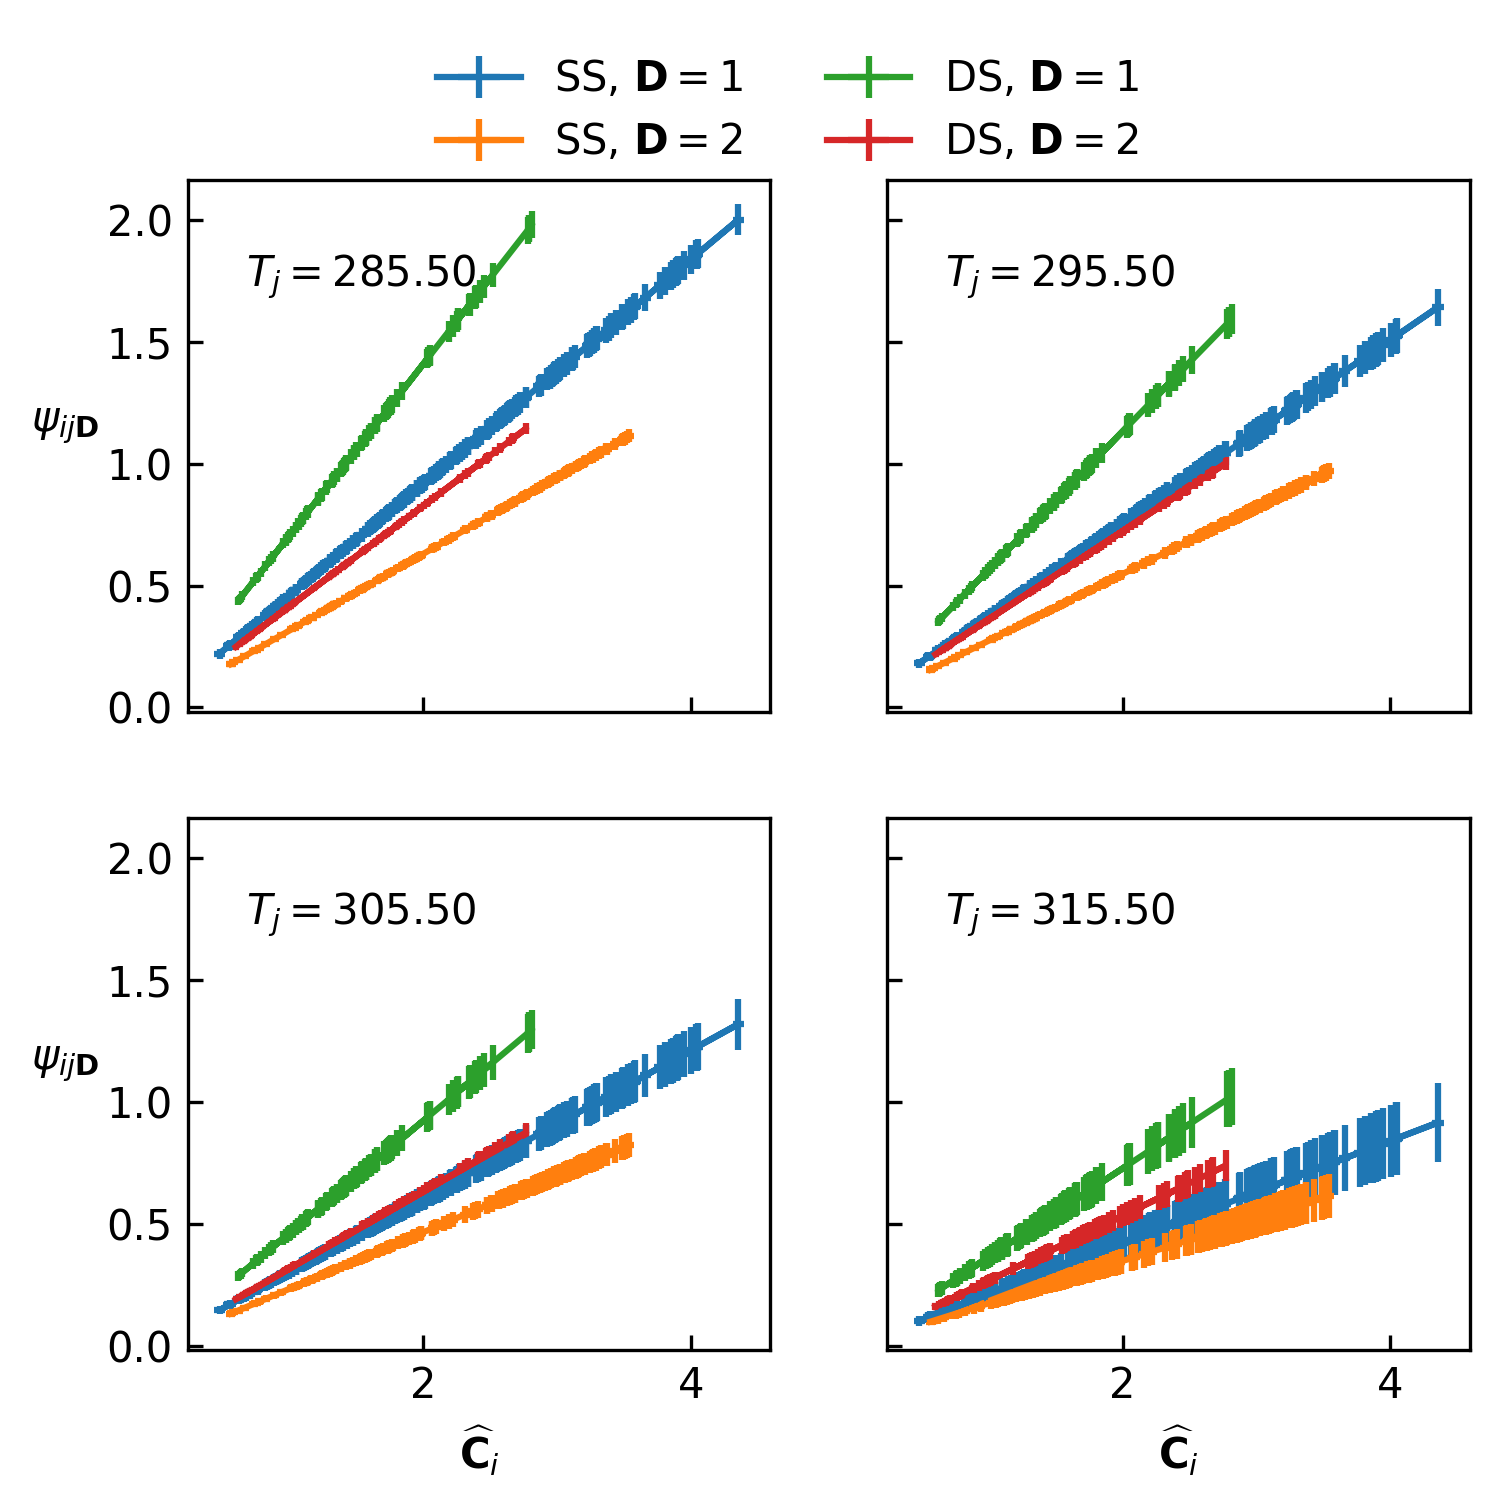 SS, D = 1 DS, D = 1
SS, D = 2 DS, D = 2
T_j = 285.50 T_j = 295.50
2.0
1.5
ψ_ijD
1.0
0.5
0.0
2 4 2 4
T_j = 305.50 T_j = 315.50
2.0
1.5
ψ_ijD
1.0
0.5
0.0
Ĉ_i Ĉ_i